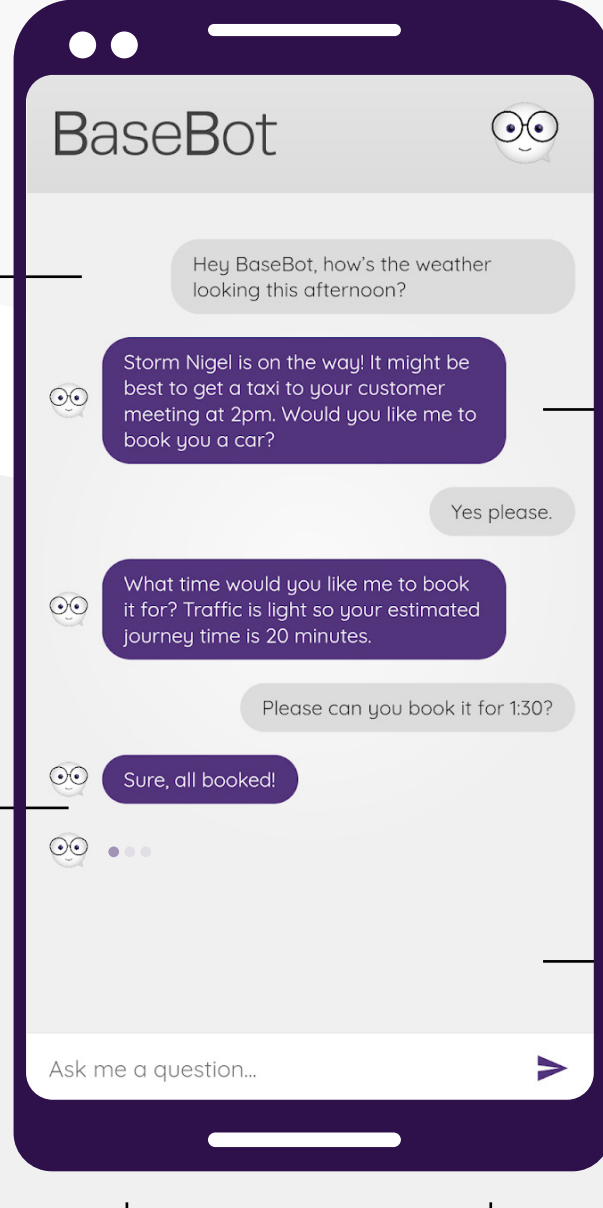 BaseBot
Hey BaseBot, how's the weather
looking this afternoon?
Storm Nigel is on the way! It might be
best to get a taxi to your customer
meeting at 2pm. Would you like me to
book you a car?
Yes please.
What time would you like me to book
it for? Traffic is light so your estimated
journey time is 20 minutes.
Please can you book it for 1:30?
Sure, all booked!
Ask me a question...